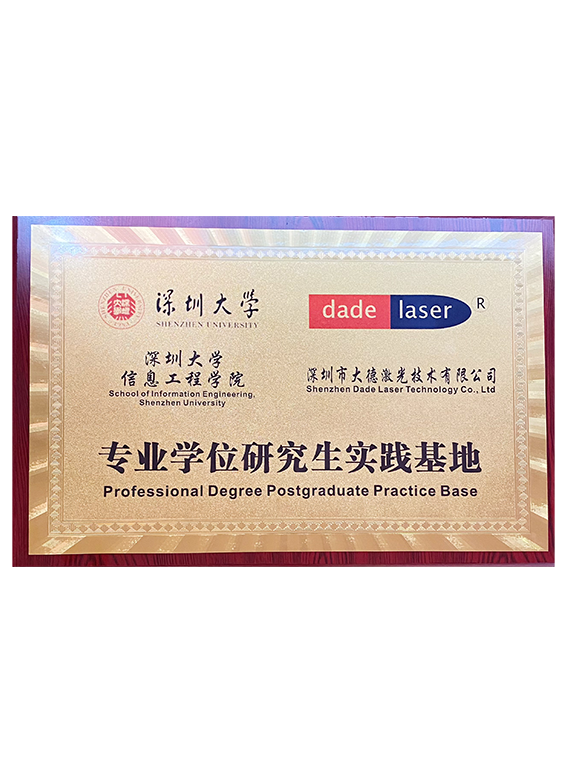 深圳大学
SHENZHEN UNIVERSITY
dade laser ®
深圳大学
信息工程学院
School of Information Engineering,
Shenzhen University
深圳市大德激光技术有限公司
Shenzhen Dade Laser Technology Co., Ltd
专业学位研究生实践基地
Professional Degree Postgraduate Practice Base